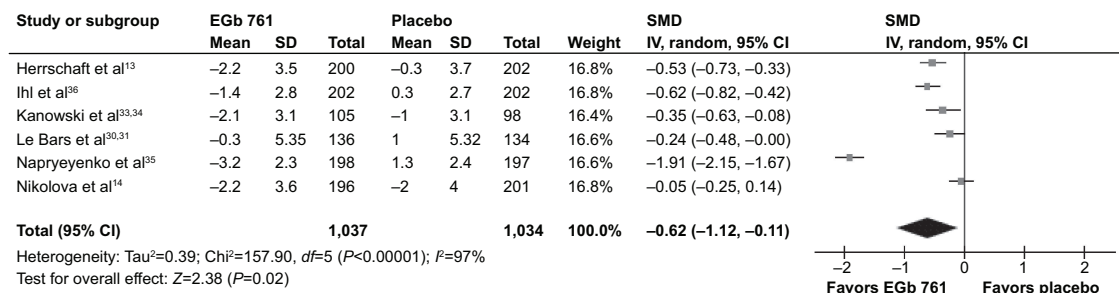 Study or subgroup EGb 761 Placebo SMD SMD
Mean SD Total Mean SD Total Weight IV, random, 95% CI IV, random, 95% CI
Herrschaft et al¹³ −2.2 3.5 200 −0.3 3.7 202 16.8% −0.53 (−0.73, −0.33)
Ihl et al³⁶ −1.4 2.8 202 0.3 2.7 202 16.8% −0.62 (−0.82, −0.42)
Kanowski et al³³,³⁴ −2.1 3.1 105 −1 3.1 98 16.4% −0.35 (−0.63, −0.08)
Le Bars et al³⁰,³¹ −0.3 5.35 136 1 5.32 134 16.6% −0.24 (−0.48, −0.00)
Napryeyenko et al³⁵ −3.2 2.3 198 1.3 2.4 197 16.6% −1.91 (−2.15, −1.67)
Nikolova et al¹⁴ −2.2 3.6 196 −2 4 201 16.8% −0.05 (−0.25, 0.14)
Total (95% CI) 1,037 1,034 100.0% −0.62 (−1.12, −0.11)
Heterogeneity: Tau²=0.39; Chi²=157.90, df=5 (P<0.00001); I²=97%
Test for overall effect: Z=2.38 (P=0.02)
−2 −1 0 1 2
Favors EGb 761 Favors placebo